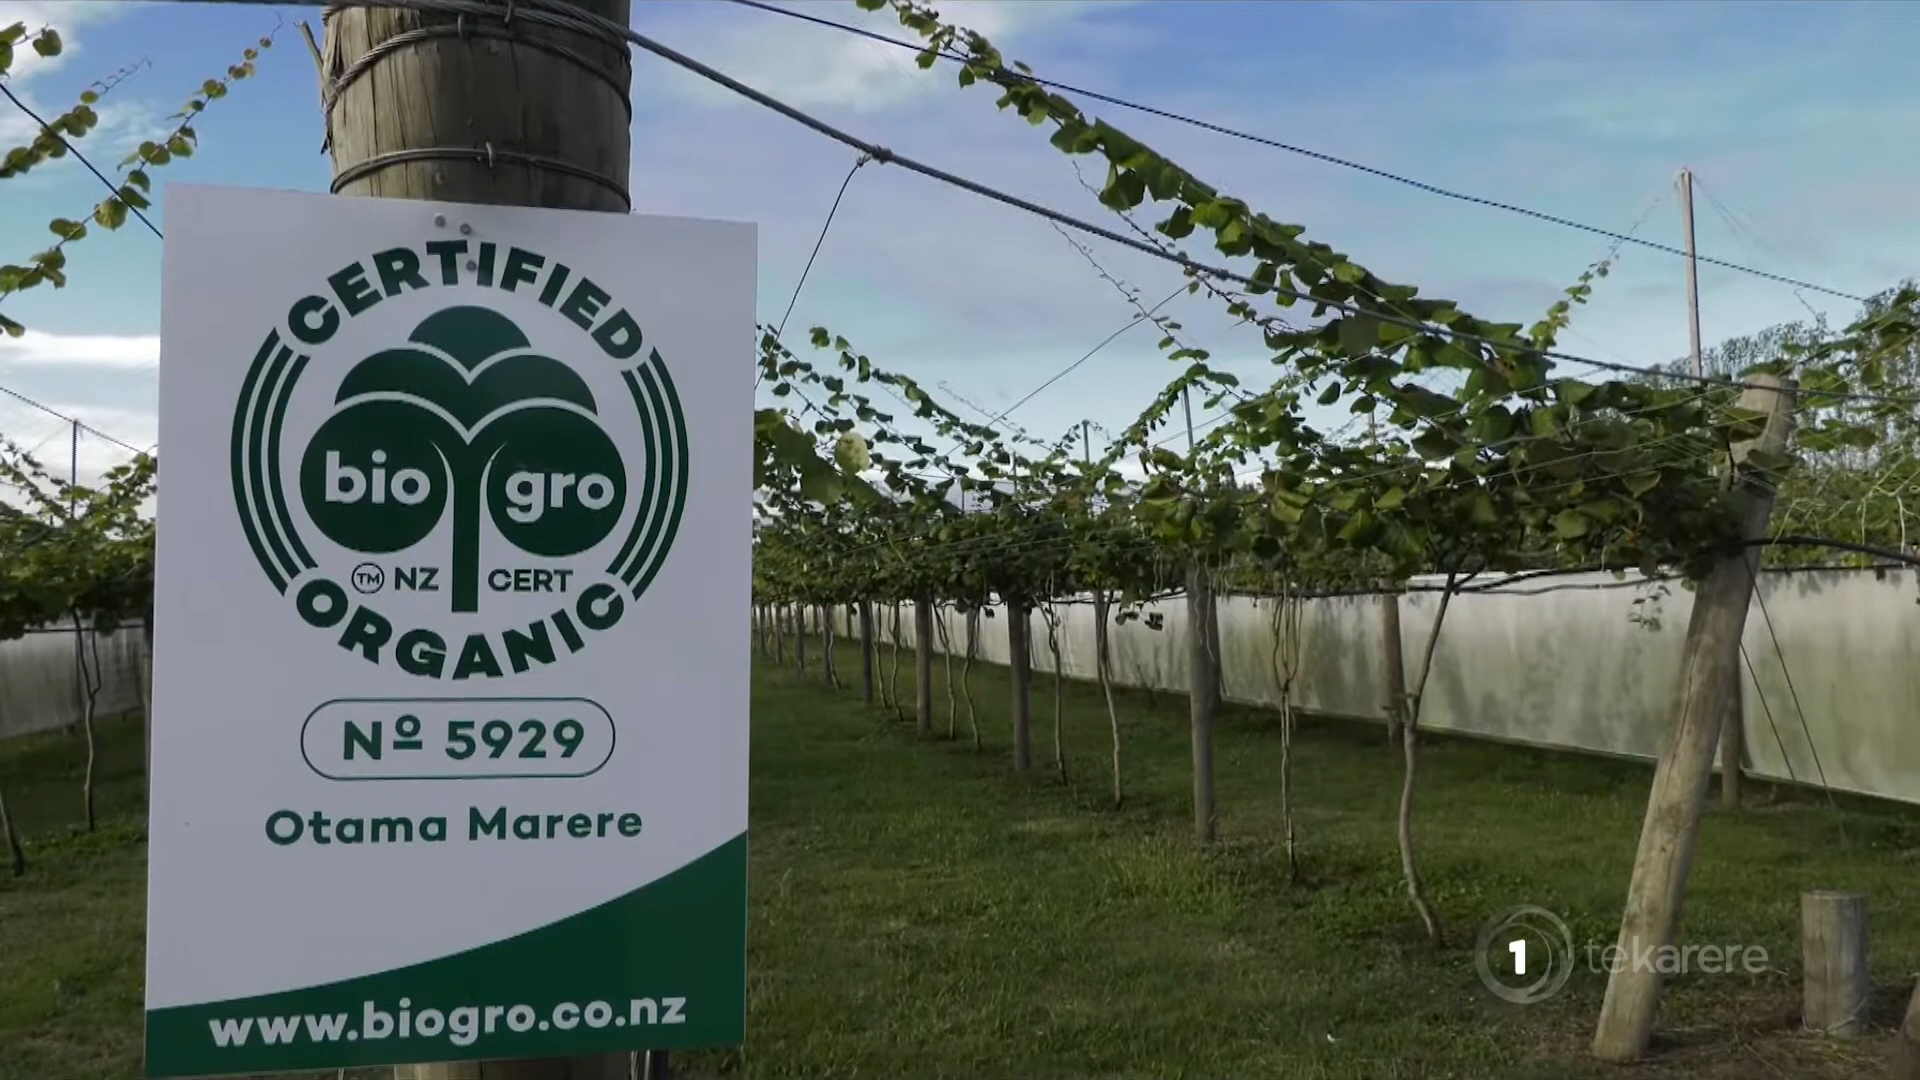 CERTIFIED
bio gro
TM NZ CERT
ORGANIC
Nº 5929
Otama Marere
www.biogro.co.nz
1 tekarere